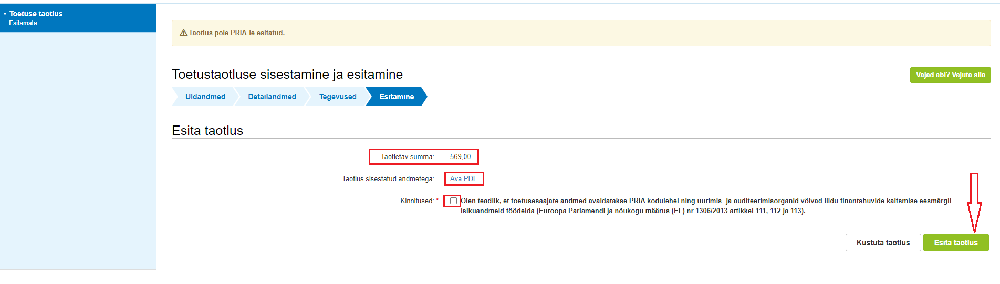 Toetuse taotlus
Esitamata
Taotlus pole PRIA-le esitatud.
Toetustaotluse sisestamine ja esitamine
Vajad abi? Vajuta siia
Üldandmed
Detailandmed
Tegevused
Esitamine
Esita taotlus
Taotletav summa: 569,00
Taotlus sisestatud andmetega: Ava PDF
Kinnitused: * Olen teadlik, et toetusesaajate andmed avaldatakse PRIA kodulehel ning uurimis- ja auditeerimisorganid võivad liidu finantshuvide kaitsmise eesmärgil
isikuandmeid töödelda (Euroopa Parlamendi ja nõukogu määrus (EL) nr 1306/2013 artikkel 111, 112 ja 113).
Kustuta taotlus
Esita taotlus